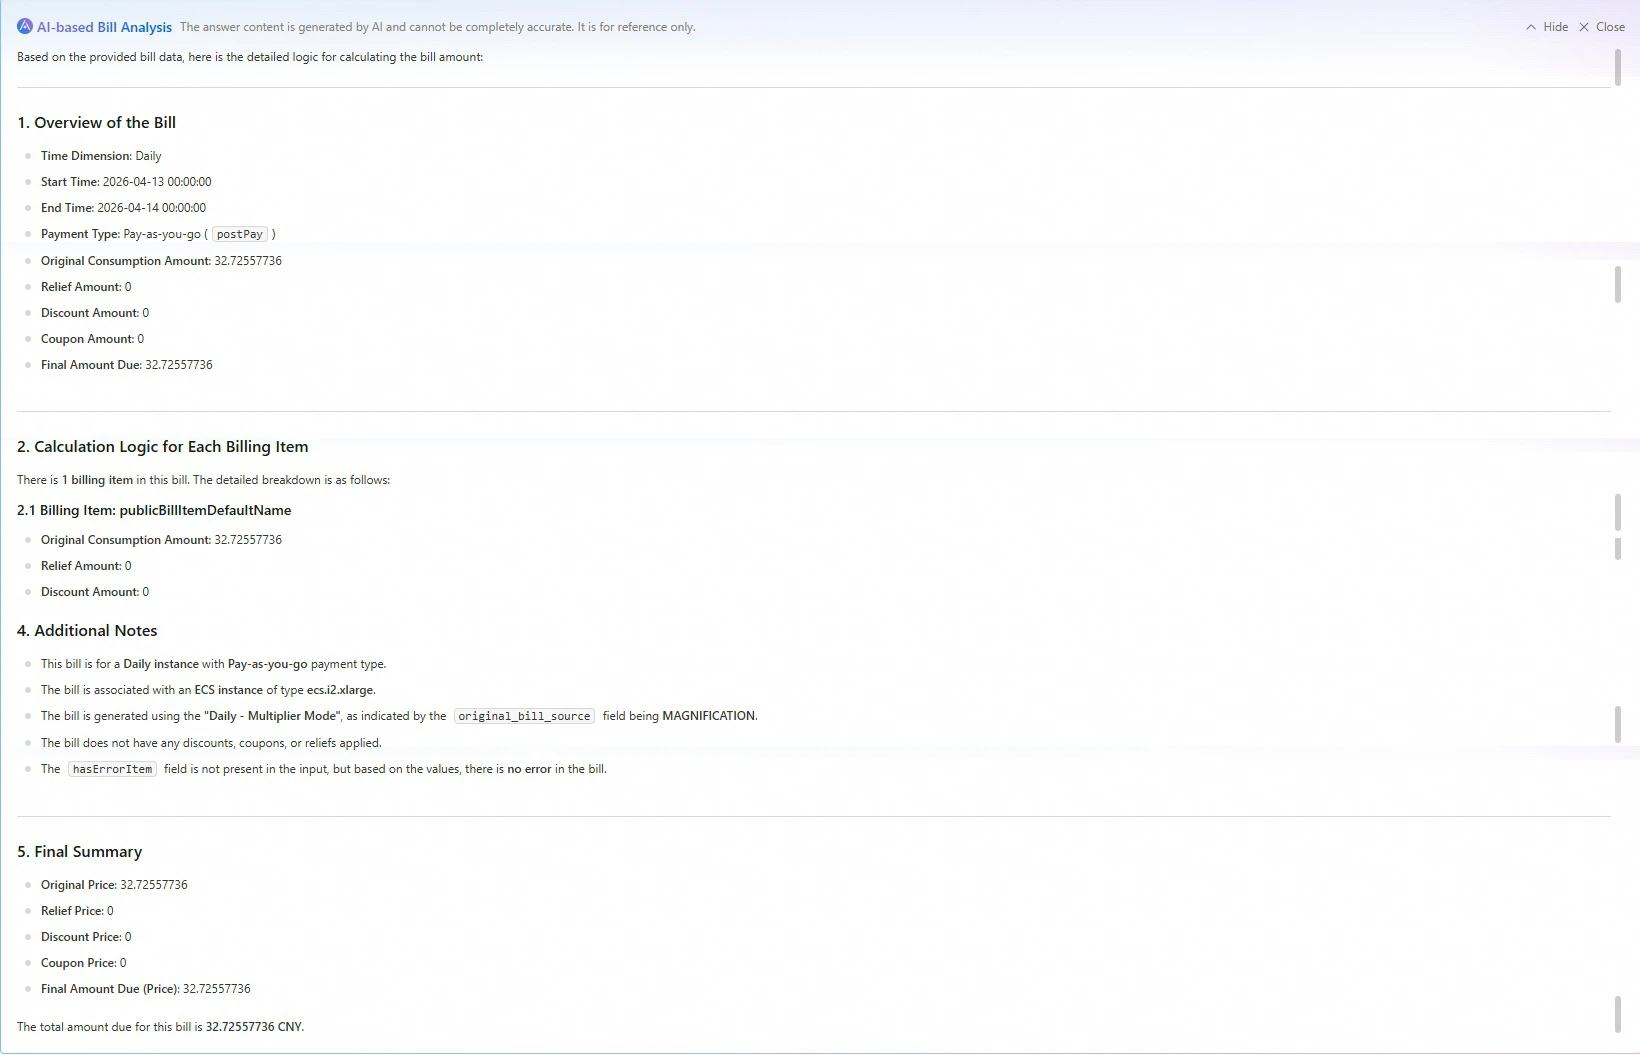 AI-based Bill Analysis The answer content is generated by AI and cannot be completely accurate. It is for reference only. Hide Close
Based on the provided bill data, here is the detailed logic for calculating the bill amount:
1. Overview of the Bill
Time Dimension: Daily
Start Time: 2026-04-13 00:00:00
End Time: 2026-04-14 00:00:00
Payment Type: Pay-as-you-go ( postPay )
Original Consumption Amount: 32.72557736
Relief Amount: 0
Discount Amount: 0
Coupon Amount: 0
Final Amount Due: 32.72557736
2. Calculation Logic for Each Billing Item
There is 1 billing item in this bill. The detailed breakdown is as follows:
2.1 Billing Item: publicBillItemDefaultName
Original Consumption Amount: 32.72557736
Relief Amount: 0
Discount Amount: 0
4. Additional Notes
This bill is for a Daily instance with Pay-as-you-go payment type.
The bill is associated with an ECS instance of type ecs.i2.xlarge.
The bill is generated using the "Daily - Multiplier Mode", as indicated by the original_bill_source field being MAGNIFICATION.
The bill does not have any discounts, coupons, or reliefs applied.
The hasErrorItem field is not present in the input, but based on the values, there is no error in the bill.
5. Final Summary
Original Price: 32.72557736
Relief Price: 0
Discount Price: 0
Coupon Price: 0
Final Amount Due (Price): 32.72557736
The total amount due for this bill is 32.72557736 CNY.